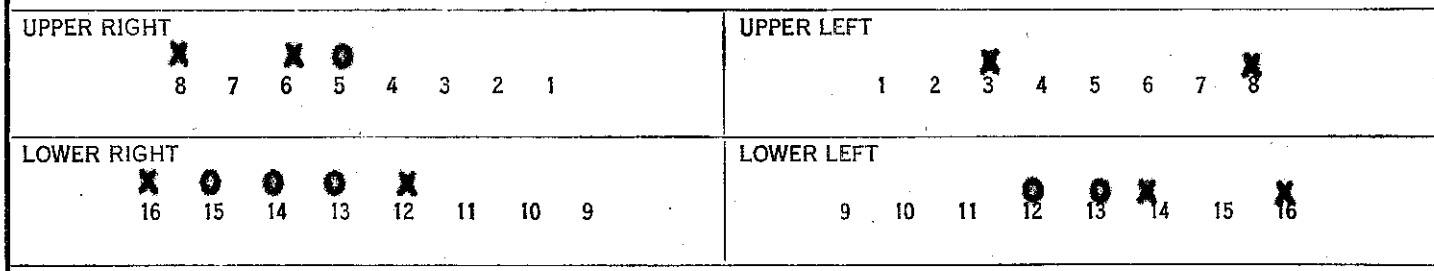 UPPER RIGHT
X X O
8 7 6 5 4 3 2 1
UPPER LEFT
X X
1 2 3 4 5 6 7 8
LOWER RIGHT
X O O O X
16 15 14 13 12 11 10 9
LOWER LEFT
O O X X
9 10 11 12 13 14 15 16